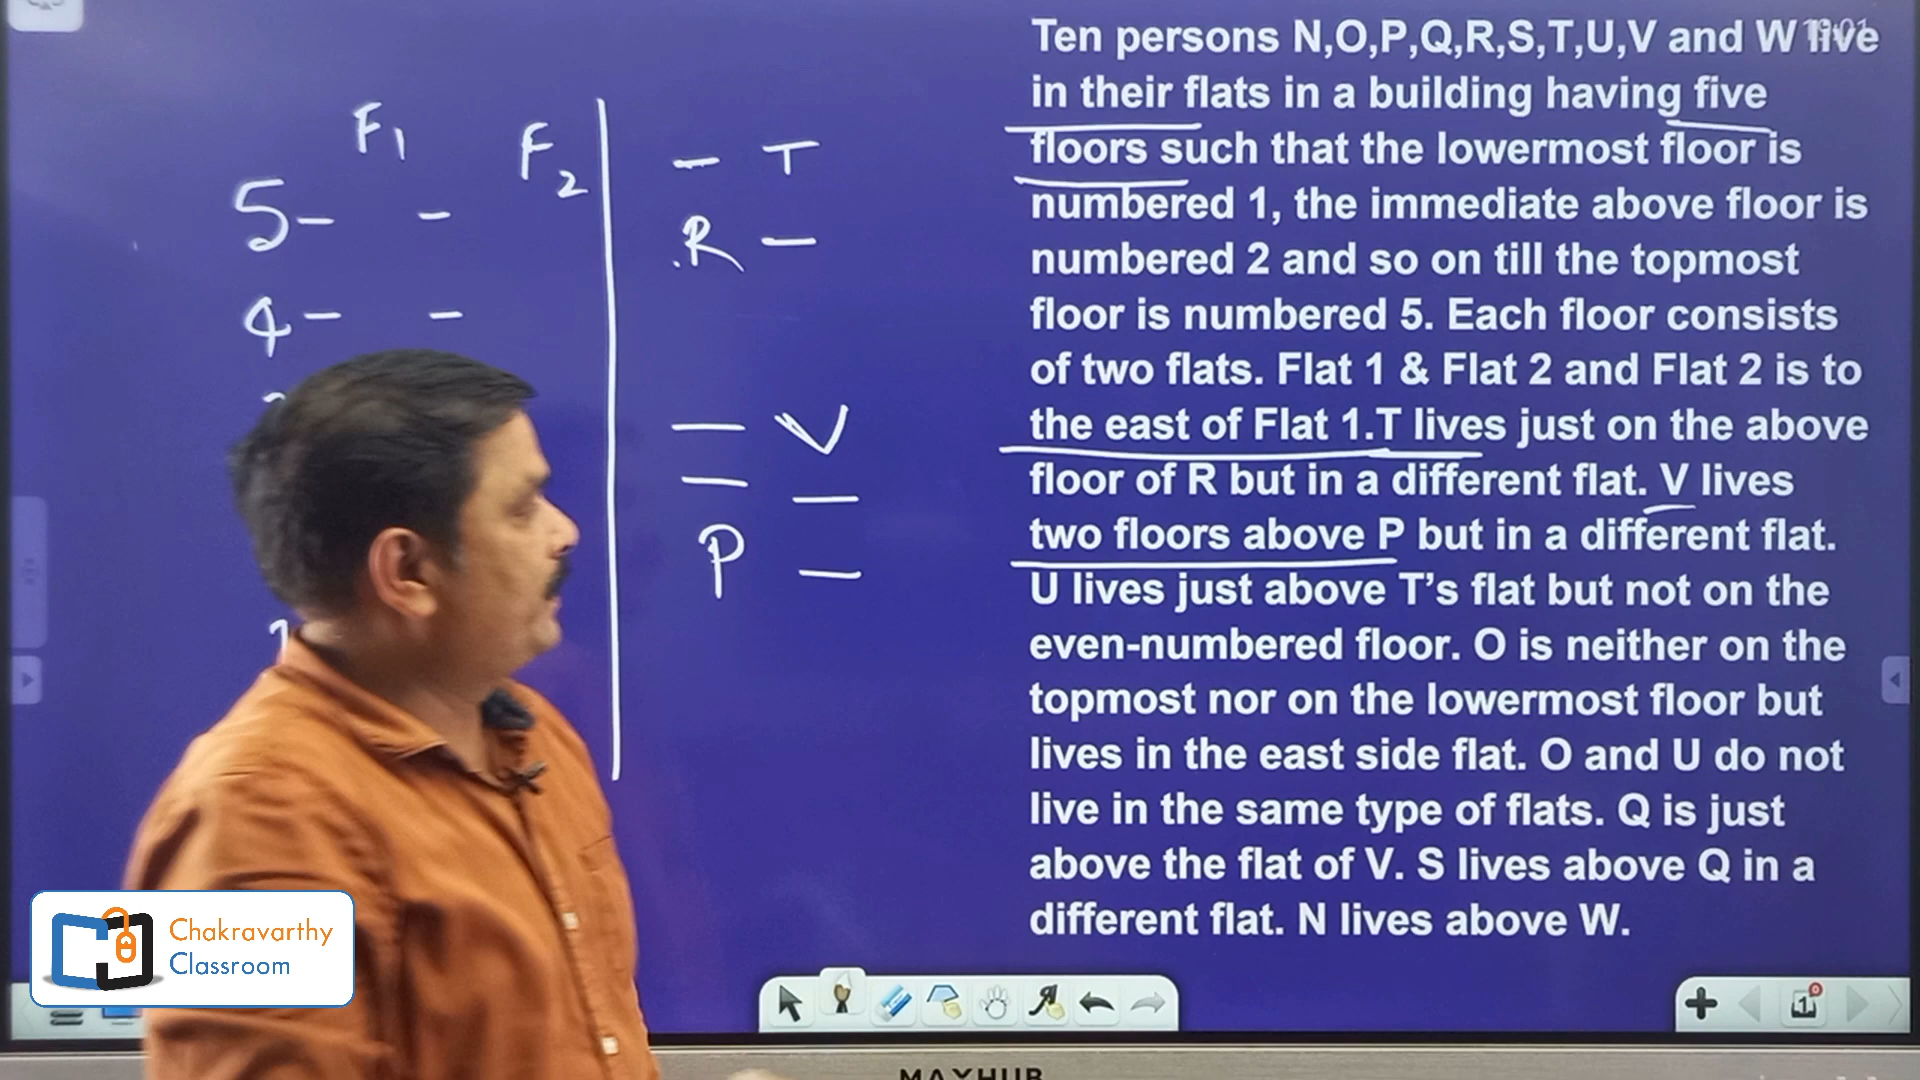 Ten persons N,O,P,Q,R,S,T,U,V and W live
in their flats in a building having five
floors such that the lowermost floor is
numbered 1, the immediate above floor is
numbered 2 and so on till the topmost
floor is numbered 5. Each floor consists
of two flats. Flat 1 & Flat 2 and Flat 2 is to
the east of Flat 1.T lives just on the above
floor of R but in a different flat. V lives
two floors above P but in a different flat.
U lives just above T’s flat but not on the
even-numbered floor. O is neither on the
topmost nor on the lowermost floor but
lives in the east side flat. O and U do not
live in the same type of flats. Q is just
above the flat of V. S lives above Q in a
different flat. N lives above W.
F1 F2
5 – –
4 – –
– T
R –
— V
— —
P —
Chakravarthy
Classroom
MAXHUB